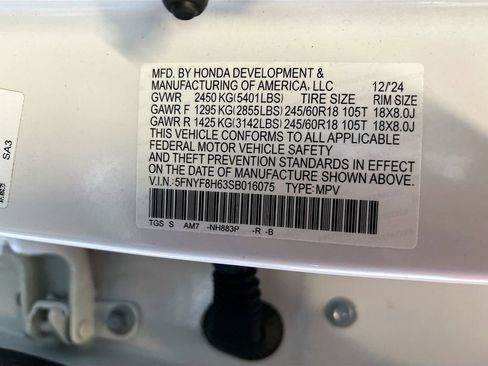 MFD. BY HONDA DEVELOPMENT &
MANUFACTURING OF AMERICA, LLC 12/'24
GVWR 2450 KG(5401LBS) TIRE SIZE RIM SIZE
GAWR F 1295 KG(2855LBS) 245/60R18 105T 18X8.0J
GAWR R 1425 KG(3142LBS) 245/60R18 105T 18X8.0J
THIS VEHICLE CONFORMS TO ALL APPLICABLE
FEDERAL MOTOR VEHICLE SAFETY
AND THEFT PREVENTION STANDARDS IN EFFECT
ON THE DATE OF MANUFACTURE SHOWN ABOVE.
V.I.N.:5FNYF8H63SB016075 TYPE:MPV
TGS S AM7 -NH883P -R -B
SA3